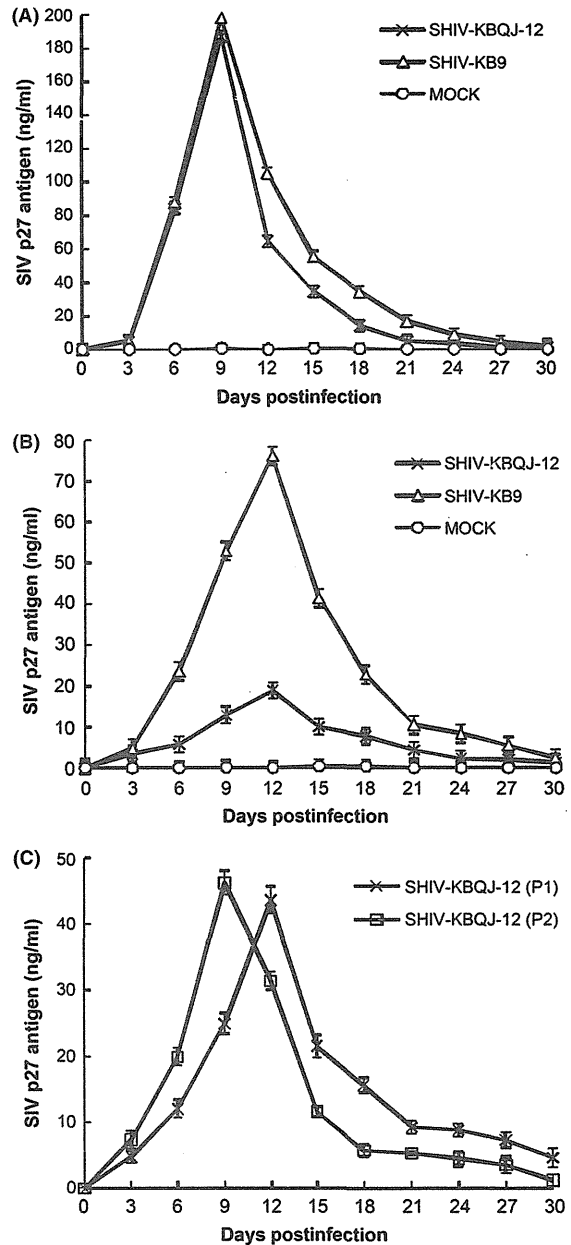 (A)
200
180
160
140
120
100
80
60
40
20
0
SIV p27 antigen (ng/ml)
SHIV-KBQJ-12
SHIV-KB9
MOCK
0 3 6 9 12 15 18 21 24 27 30
Days postinfection
(B)
80
70
60
50
40
30
20
10
0
SIV p27 antigen (ng/ml)
SHIV-KBQJ-12
SHIV-KB9
MOCK
0 3 6 9 12 15 18 21 24 27 30
Days postinfection
(C)
50
40
30
20
10
0
SIV p27 antigen (ng/ml)
SHIV-KBQJ-12 (P1)
SHIV-KBQJ-12 (P2)
0 3 6 9 12 15 18 21 24 27 30
Days postinfection